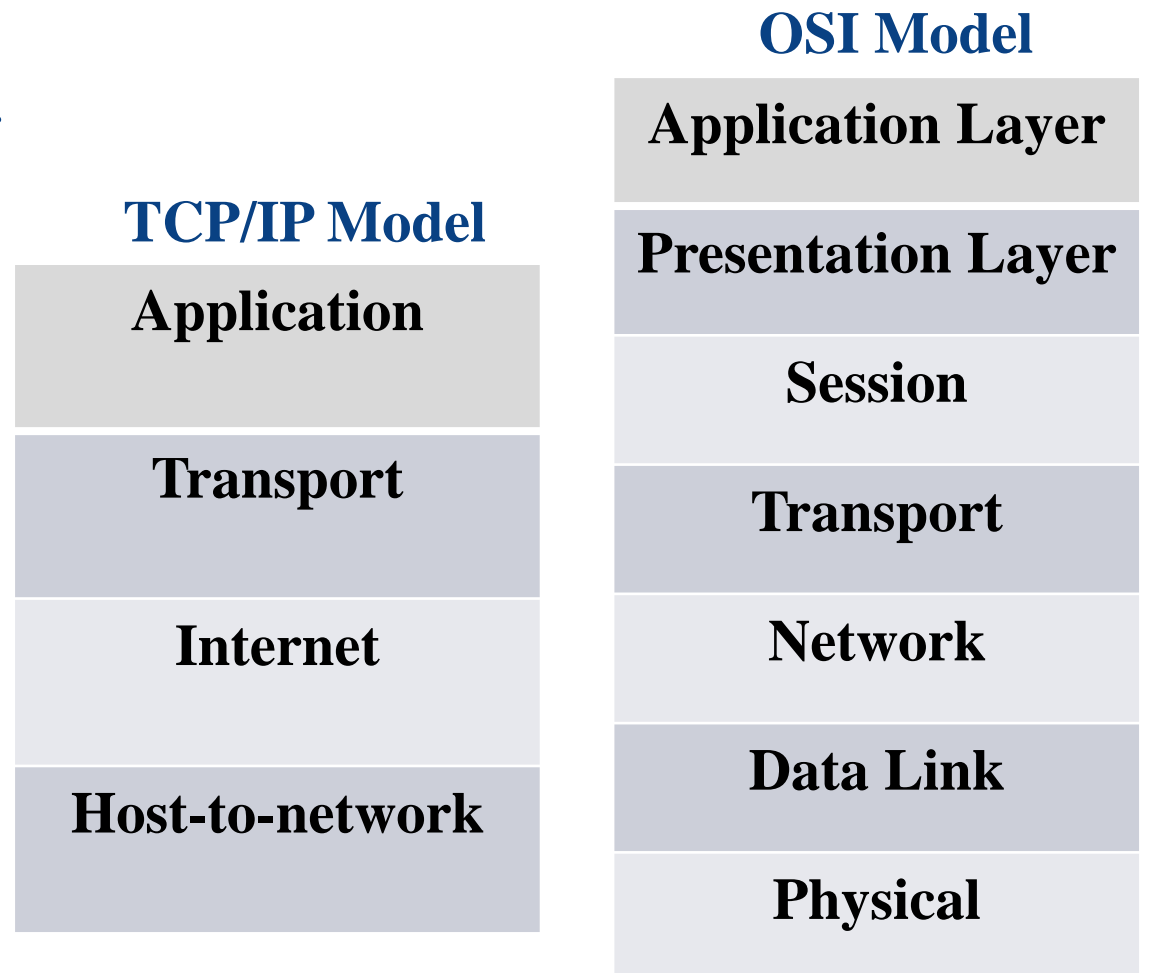 TCP/IP Model
Application
Transport
Internet
Host-to-network
OSI Model
Application Layer
Presentation Layer
Session
Transport
Network
Data Link
Physical